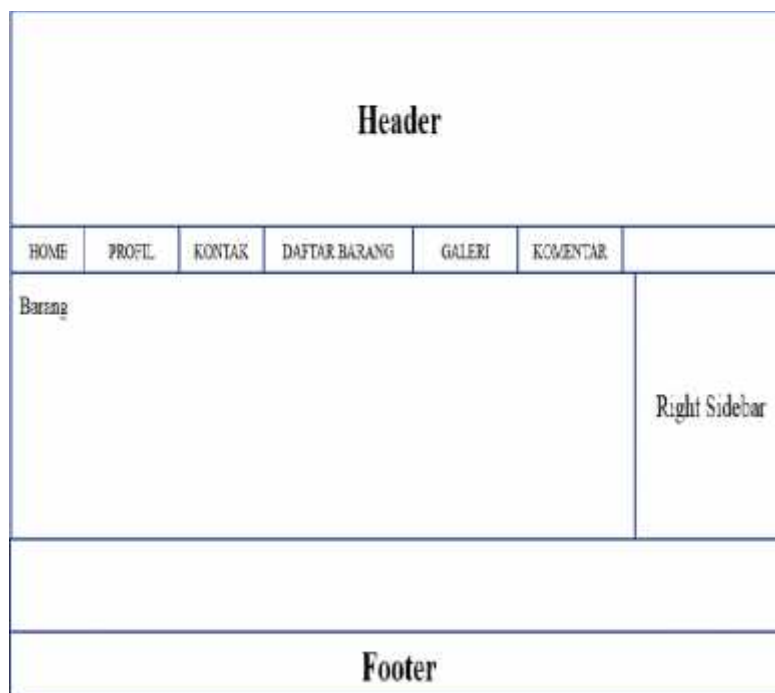 Header
HOME PROFIL KONTAK DAFTAR BARANG GALERI KOMENTAR
Barang
Right Sidebar
Footer